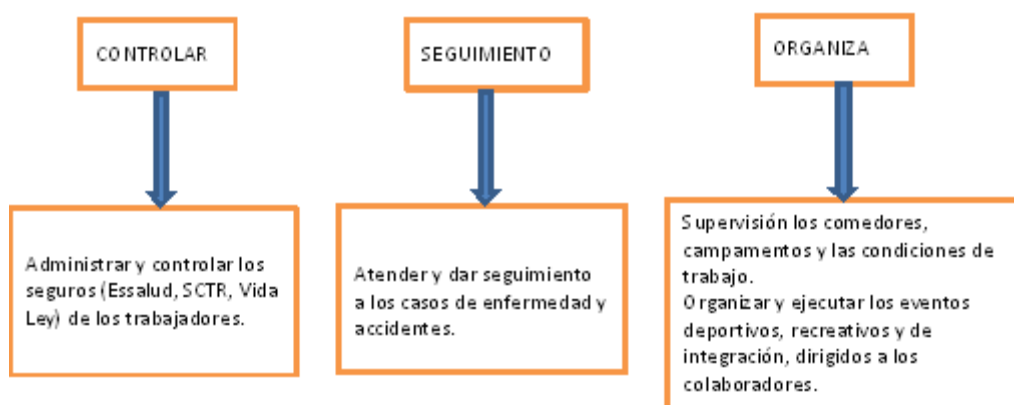 CONTROLAR
Administrar y controlar los
seguros (Essalud, SCTR, Vida
Ley) de los trabajadores.
SEGUIMIENTO
Atender y dar seguimiento
a los casos de enfermedad y
accidentes.
ORGANIZA
Supervisión los comedores,
campamentos y las condiciones de
trabajo.
Organizar y ejecutar los eventos
deportivos, recreativos y de
integración, dirigidos a los
colaboradores.